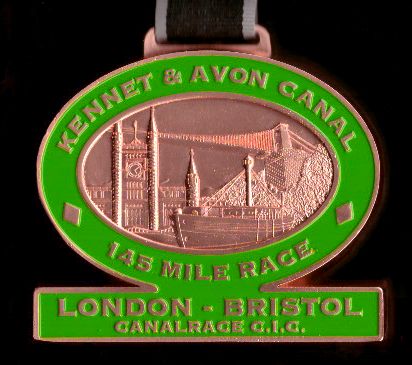 KENNET & AVON CANAL
145 MILE RACE
LONDON - BRISTOL
CANALRACE C.I.C.